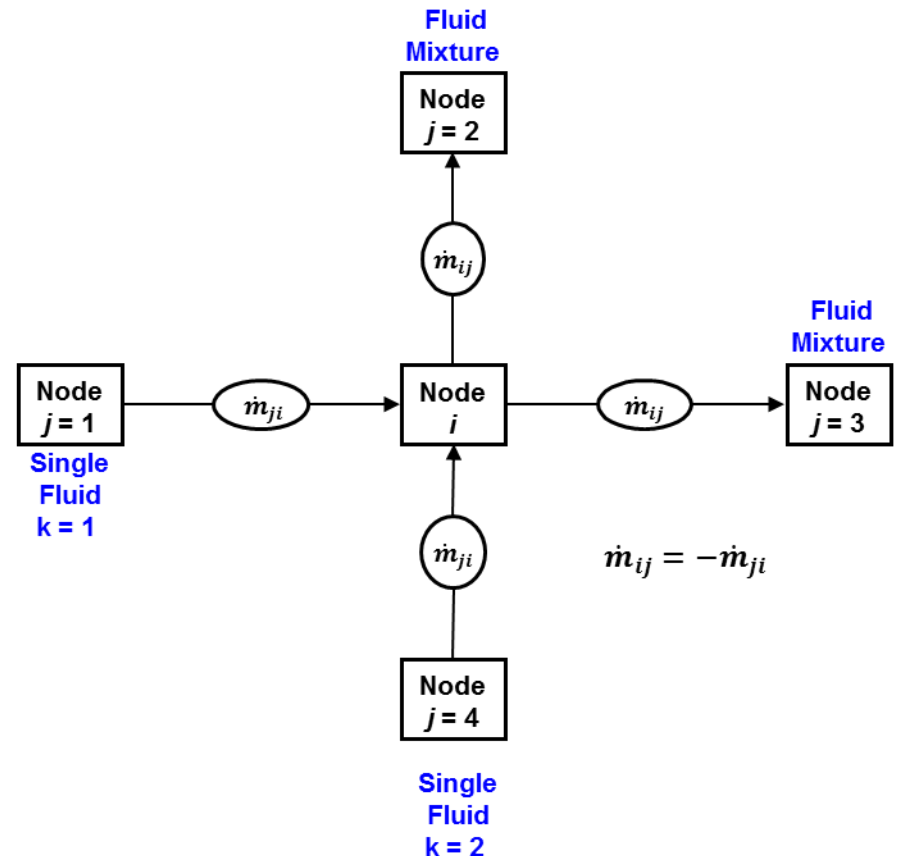 Fluid
Mixture
Node
j = 2
ṁij
Fluid
Mixture
Node
j = 1
ṁji
Node
i
ṁij
Node
j = 3
Single
Fluid
k = 1
ṁji
ṁij = −ṁji
Node
j = 4
Single
Fluid
k = 2